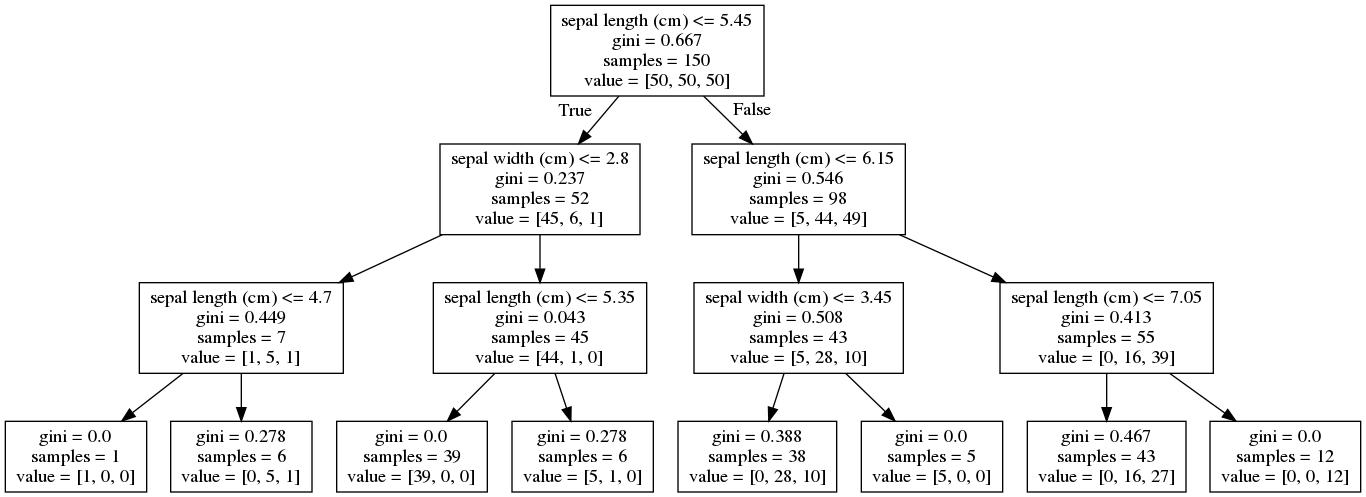 sepal length (cm) <= 5.45
gini = 0.667
samples = 150
value = [50, 50, 50]
True
False
sepal width (cm) <= 2.8
gini = 0.237
samples = 52
value = [45, 6, 1]
sepal length (cm) <= 6.15
gini = 0.546
samples = 98
value = [5, 44, 49]
sepal length (cm) <= 4.7
gini = 0.449
samples = 7
value = [1, 5, 1]
sepal length (cm) <= 5.35
gini = 0.043
samples = 45
value = [44, 1, 0]
sepal width (cm) <= 3.45
gini = 0.508
samples = 43
value = [5, 28, 10]
sepal length (cm) <= 7.05
gini = 0.413
samples = 55
value = [0, 16, 39]
gini = 0.0
samples = 1
value = [1, 0, 0]
gini = 0.278
samples = 6
value = [0, 5, 1]
gini = 0.0
samples = 39
value = [39, 0, 0]
gini = 0.278
samples = 6
value = [5, 1, 0]
gini = 0.388
samples = 38
value = [0, 28, 10]
gini = 0.0
samples = 5
value = [5, 0, 0]
gini = 0.467
samples = 43
value = [0, 16, 27]
gini = 0.0
samples = 12
value = [0, 0, 12]